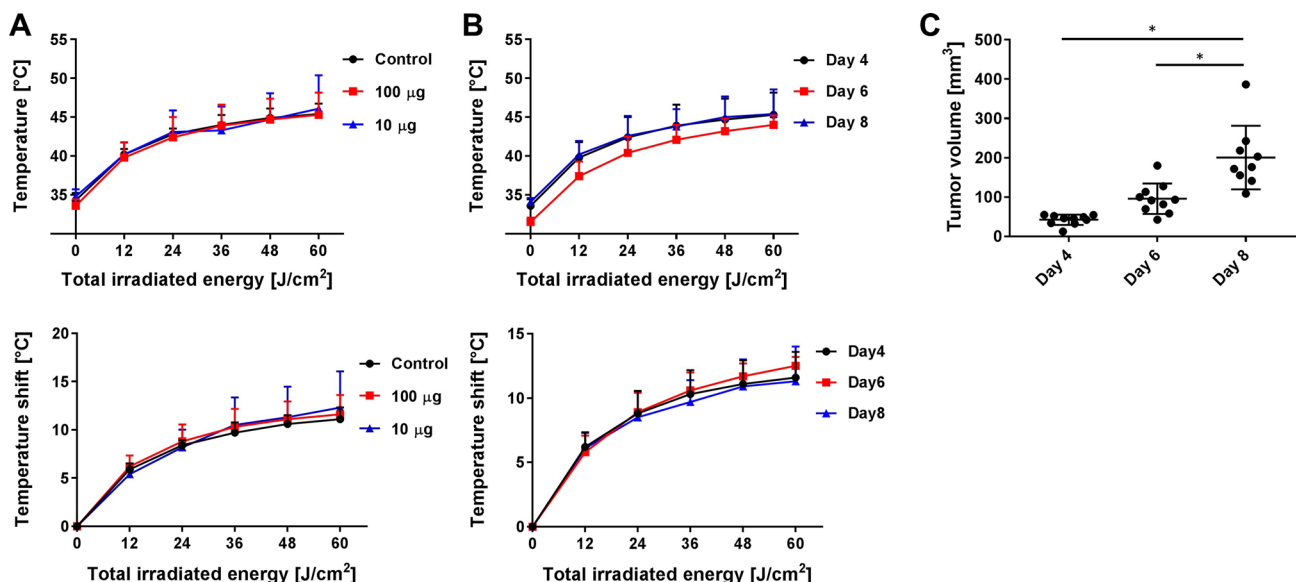 A
Temperature [°C]
55
50
45
40
35
0 12 24 36 48 60
Total irradiated energy [J/cm²]
Control
100 μg
10 μg
B
Temperature [°C]
55
50
45
40
35
0 12 24 36 48 60
Total irradiated energy [J/cm²]
Day 4
Day 6
Day 8
C
Tumor volume [mm³]
500
400
300
200
100
0
*
*
Day 4
Day 6
Day 8
Temperature shift [°C]
20
15
10
5
0
0 12 24 36 48 60
Total irradiated energy [J/cm²]
Control
100 μg
10 μg
Temperature shift [°C]
15
10
5
0
0 12 24 36 48 60
Total irradiated energy [J/cm²]
Day4
Day6
Day8